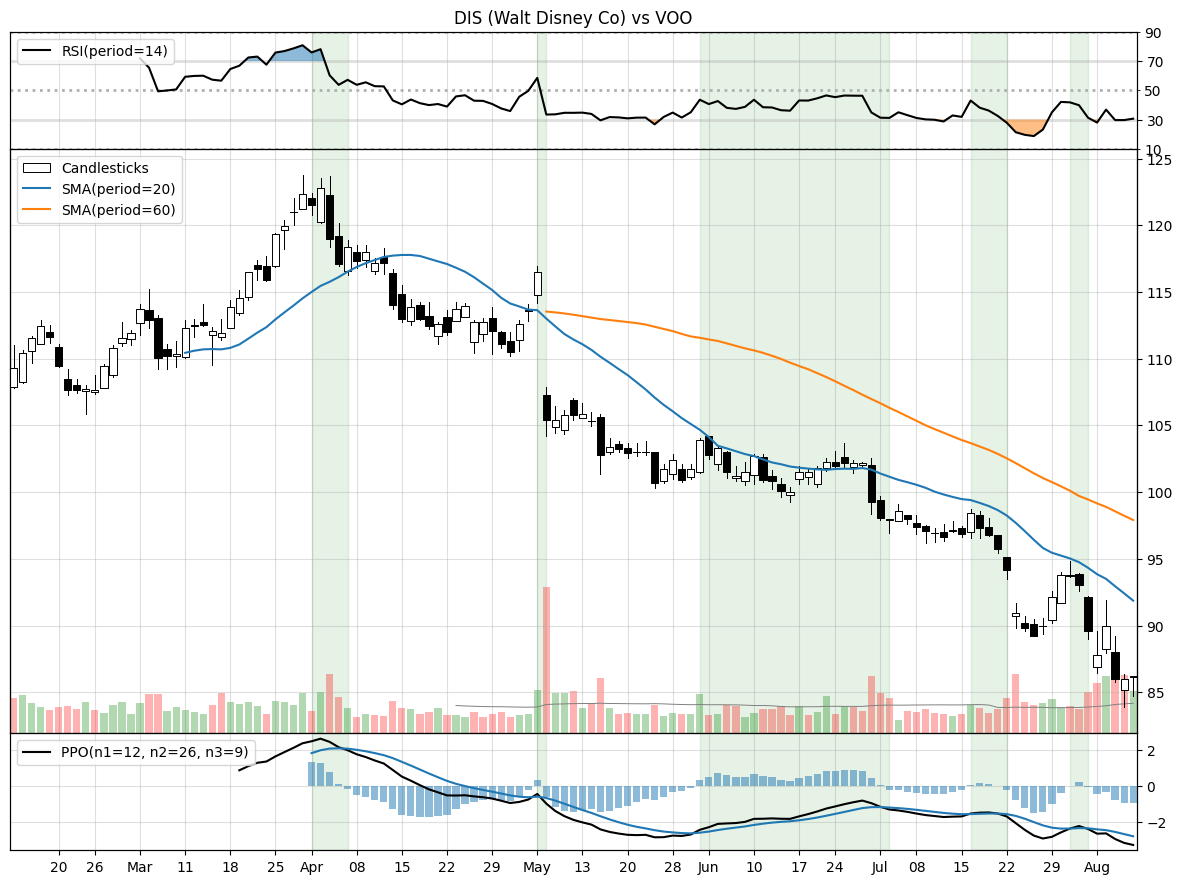 DIS (Walt Disney Co) vs VOO
RSI(period=14)
90
70
50
30
10
Candlesticks
SMA(period=20)
SMA(period=60)
125
120
115
110
105
100
95
90
85
PPO(n1=12, n2=26, n3=9)
2
0
−2
20 26 Mar 11 18 25 Apr 08 15 22 29 May 13 20 28 Jun 10 17 24 Jul 08 15 22 29 Aug